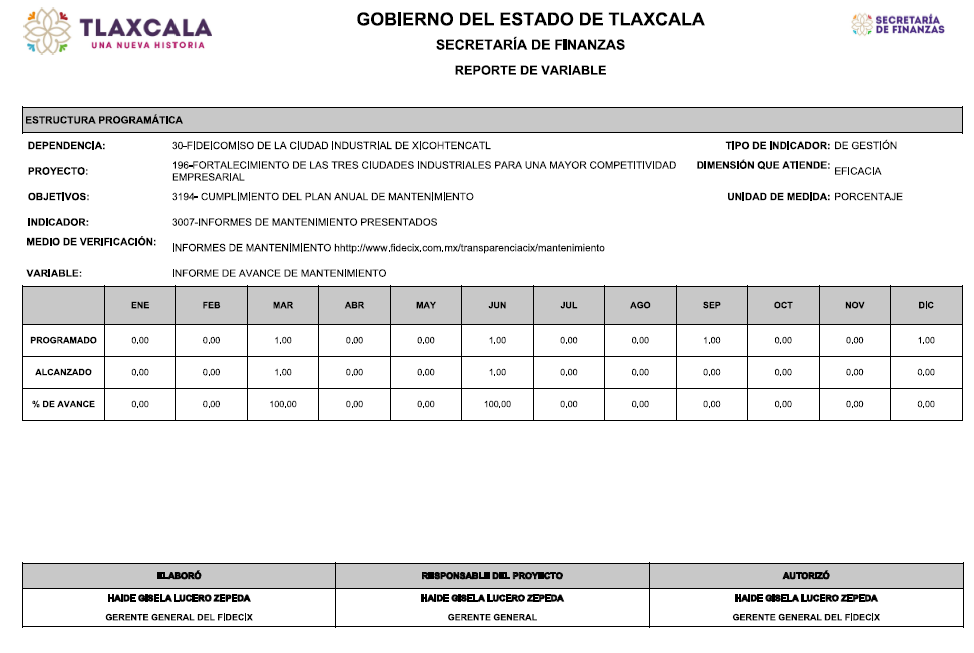 TLAXCALA
UNA NUEVA HISTORIA
GOBIERNO DEL ESTADO DE TLAXCALA
SECRETARÍA DE FINANZAS
REPORTE DE VARIABLE
SECRETARÍA
DE FINANZAS
ESTRUCTURA PROGRAMÁTICA
DEPENDENCIA: 30-FIDEICOMISO DE LA CIUDAD INDUSTRIAL DE XICOHTENCATL TIPO DE INDICADOR: DE GESTIÓN
PROYECTO: 196-FORTALECIMIENTO DE LAS TRES CIUDADES INDUSTRIALES PARA UNA MAYOR COMPETITIVIDAD
EMPRESARIAL
DIMENSIÓN QUE ATIENDE: EFICACIA
OBJETIVOS: 3194- CUMPLIMIENTO DEL PLAN ANUAL DE MANTENIMIENTO UNIDAD DE MEDIDA: PORCENTAJE
INDICADOR: 3007-INFORMES DE MANTENIMIENTO PRESENTADOS
MEDIO DE VERIFICACIÓN: INFORMES DE MANTENIMIENTO hhttp://www.fidecix.com.mx/transparenciacix/mantenimiento
VARIABLE: INFORME DE AVANCE DE MANTENIMIENTO
ENE FEB MAR ABR MAY JUN JUL AGO SEP OCT NOV DIC
PROGRAMADO 0,00 0,00 1,00 0,00 0,00 1,00 0,00 0,00 1,00 0,00 0,00 1,00
ALCANZADO 0,00 0,00 1,00 0,00 0,00 1,00 0,00 0,00 0,00 0,00 0,00 0,00
% DE AVANCE 0,00 0,00 100,00 0,00 0,00 100,00 0,00 0,00 0,00 0,00 0,00 0,00
ELABORÓ RESPONSABLE DEL PROYECTO AUTORIZÓ
HAIDE GISELA LUCERO ZEPEDA HAIDE GISELA LUCERO ZEPEDA HAIDE GISELA LUCERO ZEPEDA
GERENTE GENERAL DEL FIDECIX GERENTE GENERAL GERENTE GENERAL DEL FIDECIX